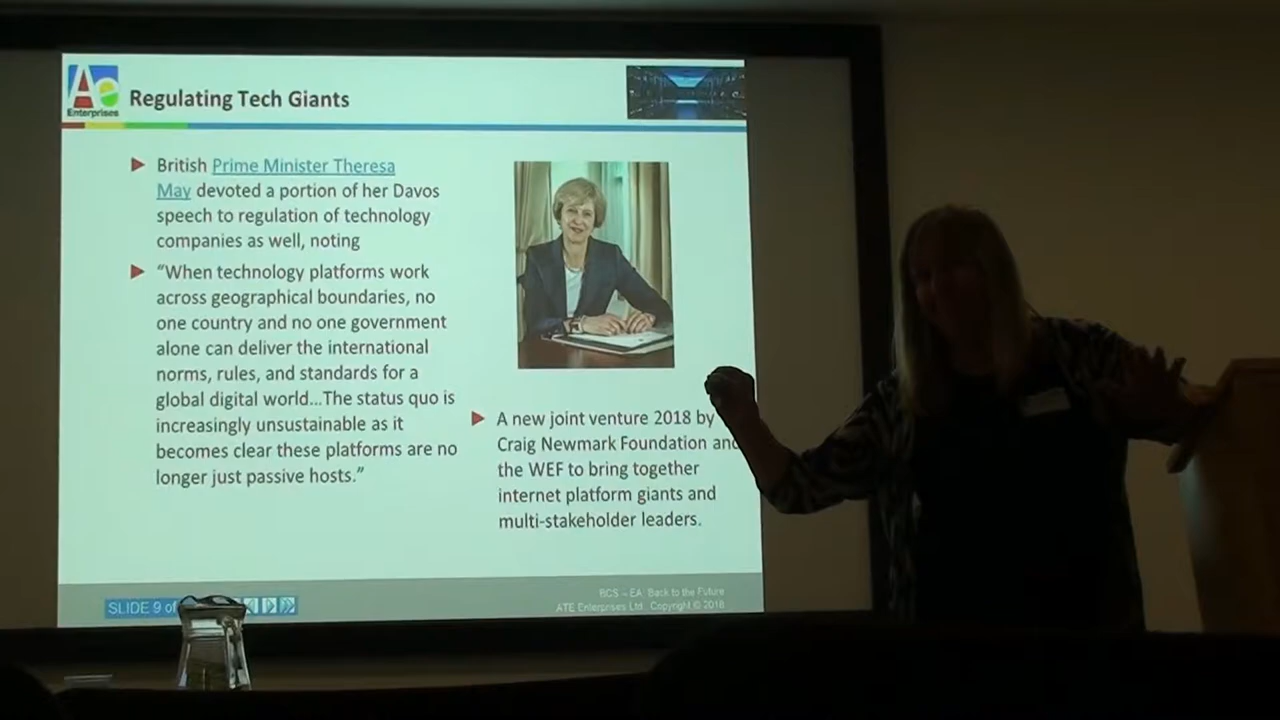 Ae
Enterprises
Regulating Tech Giants
British Prime Minister Theresa
May devoted a portion of her Davos
speech to regulation of technology
companies as well, noting
“When technology platforms work
across geographical boundaries, no
one country and no one government
alone can deliver the international
norms, rules, and standards for a
global digital world...The status quo is
increasingly unsustainable as it
becomes clear these platforms are no
longer just passive hosts.”
A new joint venture 2018 by
Craig Newmark Foundation and
the WEF to bring together
internet platform giants and
multi-stakeholder leaders.
SLIDE 9 of
BCS – EA Back to the Future
ATE Enterprises Ltd Copyright © 2018